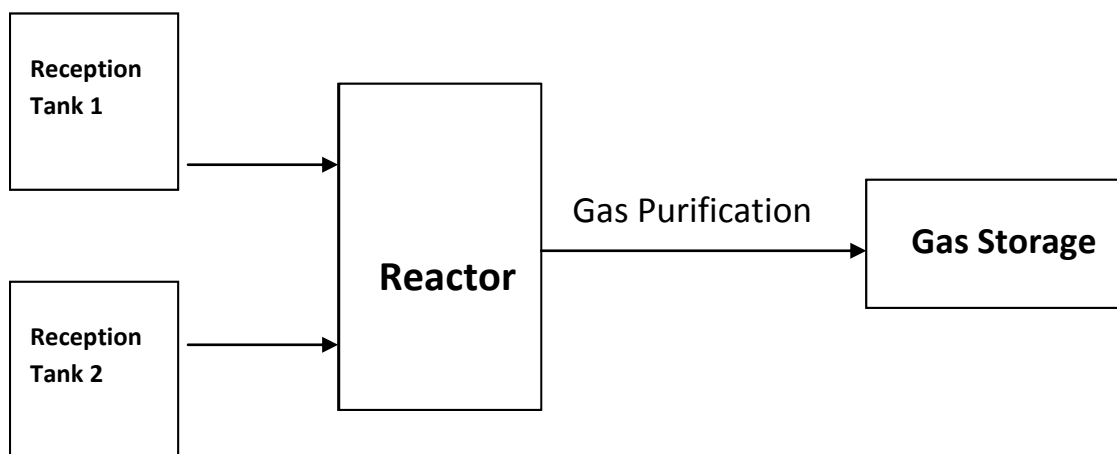 Reception
Tank 1
Reactor
Gas Purification
Gas Storage
Reception
Tank 2